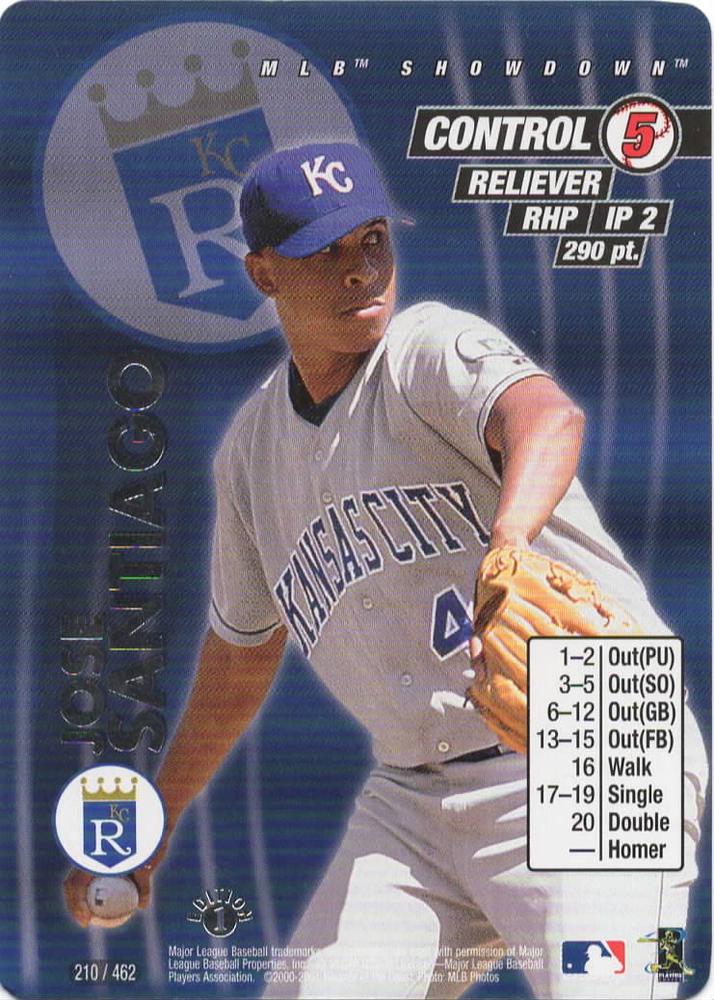 MLB™ SHOWDOWN™
CONTROL 5
RELIEVER
RHP IP 2
290 pt.
KC
R
KC
JOSE
SANTIAGO
KANSAS CITY
4
1–2 Out(PU)
3–5 Out(SO)
6–12 Out(GB)
13–15 Out(FB)
16 Walk
17–19 Single
20 Double
— Homer
KC
R
EDITION
1
210 / 462
Major League Baseball trademarks with permission of Major
League Baseball Properties, Inc. —Major League Baseball
Players Association. ©2000-20 Photo: MLB Photos
PLAYERS